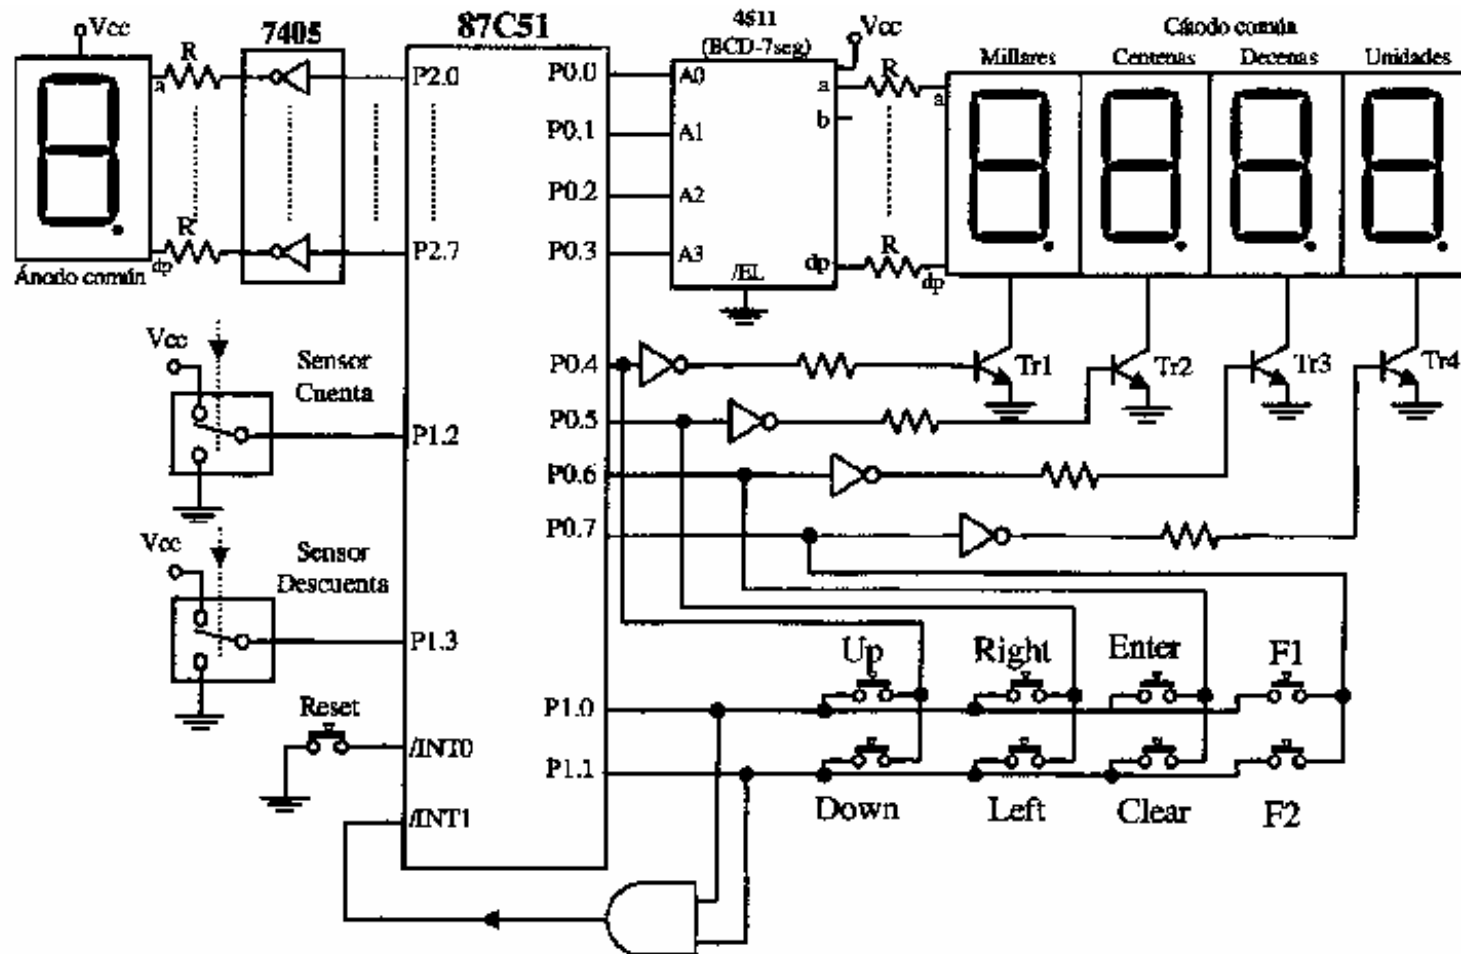 Vcc
7405
87C51
4511
(BCD-7seg)
Vcc
Cátodo común
Millares
Centenas
Decenas
Unidades
R
a
P2.0
P0.0
A0
a
R
a
b
P0.1
A1
P0.2
A2
R
dp
P2.7
P0.3
A3
/EL
dp
R
dp
Ánodo común
Vcc
Sensor
Cuenta
P1.2
P0.4
Tr1
Tr2
Tr3
Tr4
P0.5
P0.6
P0.7
Vcc
Sensor
Descuenta
P1.3
Up
Right
Enter
F1
Reset
P1.0
/INT0
P1.1
Down
Left
Clear
F2
/INT1